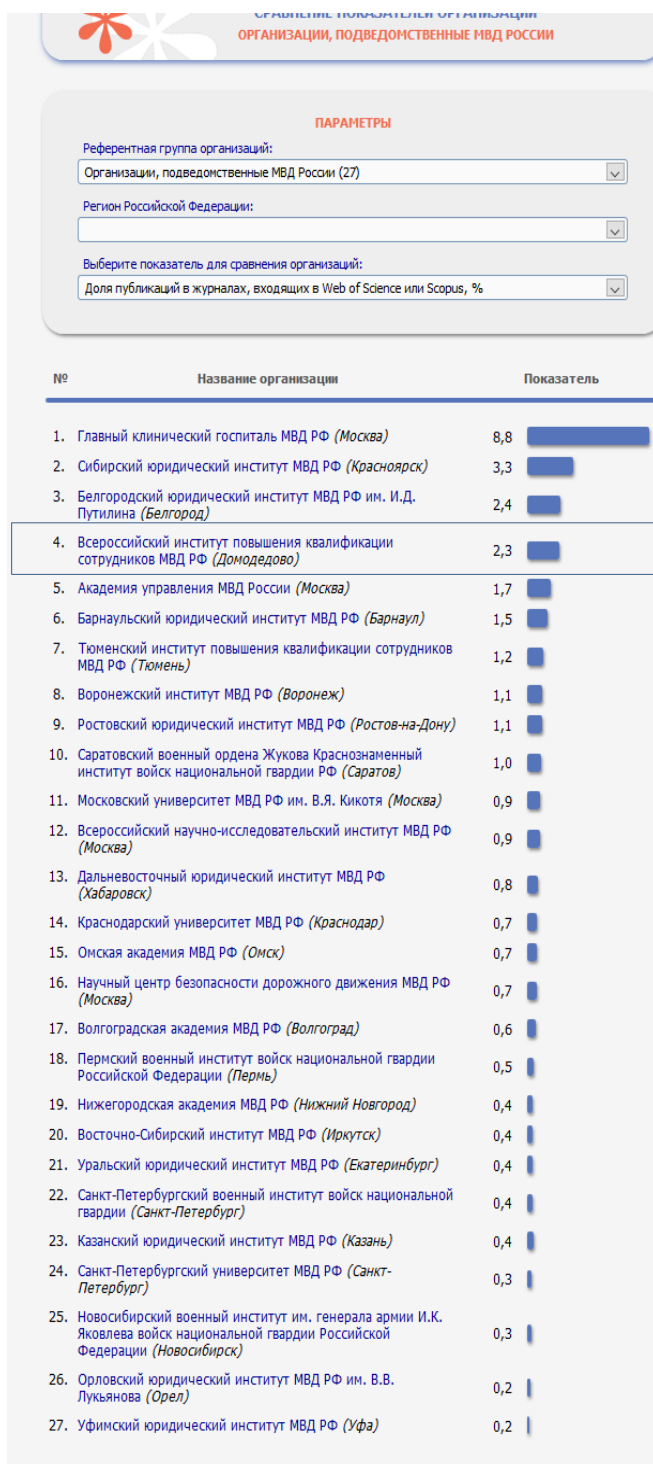 СРАВНЕНИЕ ПОКАЗАТЕЛЕЙ ОРГАНИЗАЦИЙ
ОРГАНИЗАЦИИ, ПОДВЕДОМСТВЕННЫЕ МВД РОССИИ
ПАРАМЕТРЫ
Референтная группа организаций:
Организации, подведомственные МВД России (27)
Регион Российской Федерации:
Выберите показатель для сравнения организаций:
Доля публикаций в журналах, входящих в Web of Science или Scopus, %
№ Название организации Показатель
1. Главный клинический госпиталь МВД РФ (Москва) 8,8
2. Сибирский юридический институт МВД РФ (Красноярск) 3,3
3. Белгородский юридический институт МВД РФ им. И.Д.
Путилина (Белгород) 2,4
4. Всероссийский институт повышения квалификации
сотрудников МВД РФ (Домодедово) 2,3
5. Академия управления МВД России (Москва) 1,7
6. Барнаульский юридический институт МВД РФ (Барнаул) 1,5
7. Тюменский институт повышения квалификации сотрудников
МВД РФ (Тюмень) 1,2
8. Воронежский институт МВД РФ (Воронеж) 1,1
9. Ростовский юридический институт МВД РФ (Ростов-на-Дону) 1,1
10. Саратовский военный ордена Жукова Краснознаменный
институт войск национальной гвардии РФ (Саратов) 1,0
11. Московский университет МВД РФ им. В.Я. Кикотя (Москва) 0,9
12. Всероссийский научно-исследовательский институт МВД РФ
(Москва) 0,9
13. Дальневосточный юридический институт МВД РФ
(Хабаровск) 0,8
14. Краснодарский университет МВД РФ (Краснодар) 0,7
15. Омская академия МВД РФ (Омск) 0,7
16. Научный центр безопасности дорожного движения МВД РФ
(Москва) 0,7
17. Волгоградская академия МВД РФ (Волгоград) 0,6
18. Пермский военный институт войск национальной гвардии
Российской Федерации (Пермь) 0,5
19. Нижегородская академия МВД РФ (Нижний Новгород) 0,4
20. Восточно-Сибирский институт МВД РФ (Иркутск) 0,4
21. Уральский юридический институт МВД РФ (Екатеринбург) 0,4
22. Санкт-Петербургский военный институт войск национальной
гвардии (Санкт-Петербург) 0,4
23. Казанский юридический институт МВД РФ (Казань) 0,4
24. Санкт-Петербургский университет МВД РФ (Санкт-
Петербург) 0,3
25. Новосибирский военный институт им. генерала армии И.К.
Яковлева войск национальной гвардии Российской
Федерации (Новосибирск) 0,3
26. Орловский юридический институт МВД РФ им. В.В.
Лукьянова (Орел) 0,2
27. Уфимский юридический институт МВД РФ (Уфа) 0,2